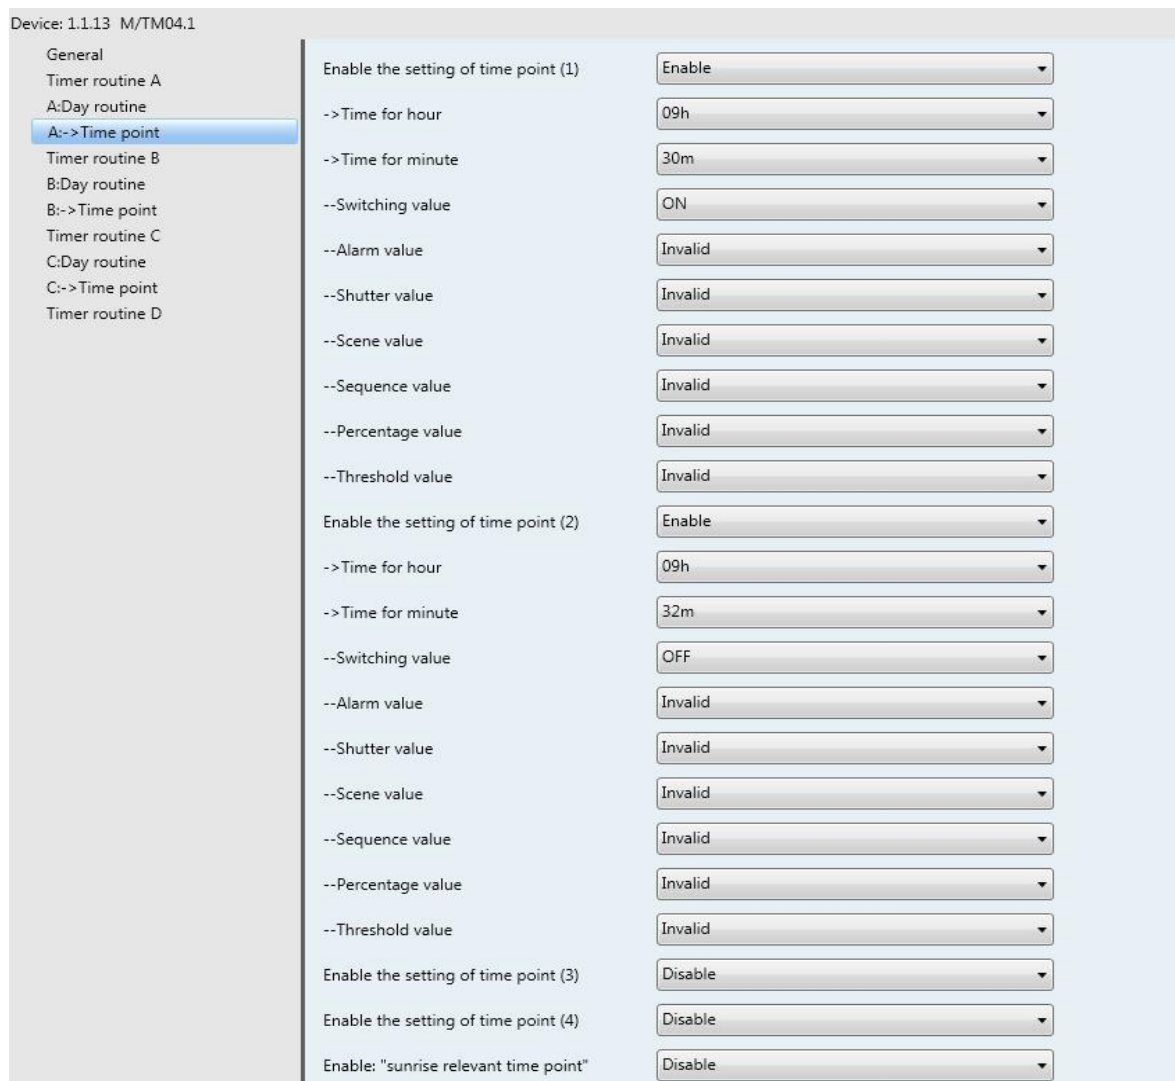 Device: 1.1.13 M/TM04.1
General
Timer routine A
A:Day routine
A:->Time point
Timer routine B
B:Day routine
B:->Time point
Timer routine C
C:Day routine
C:->Time point
Timer routine D
Enable the setting of time point (1) Enable
->Time for hour 09h
->Time for minute 30m
--Switching value ON
--Alarm value Invalid
--Shutter value Invalid
--Scene value Invalid
--Sequence value Invalid
--Percentage value Invalid
--Threshold value Invalid
Enable the setting of time point (2) Enable
->Time for hour 09h
->Time for minute 32m
--Switching value OFF
--Alarm value Invalid
--Shutter value Invalid
--Scene value Invalid
--Sequence value Invalid
--Percentage value Invalid
--Threshold value Invalid
Enable the setting of time point (3) Disable
Enable the setting of time point (4) Disable
Enable: "sunrise relevant time point" Disable